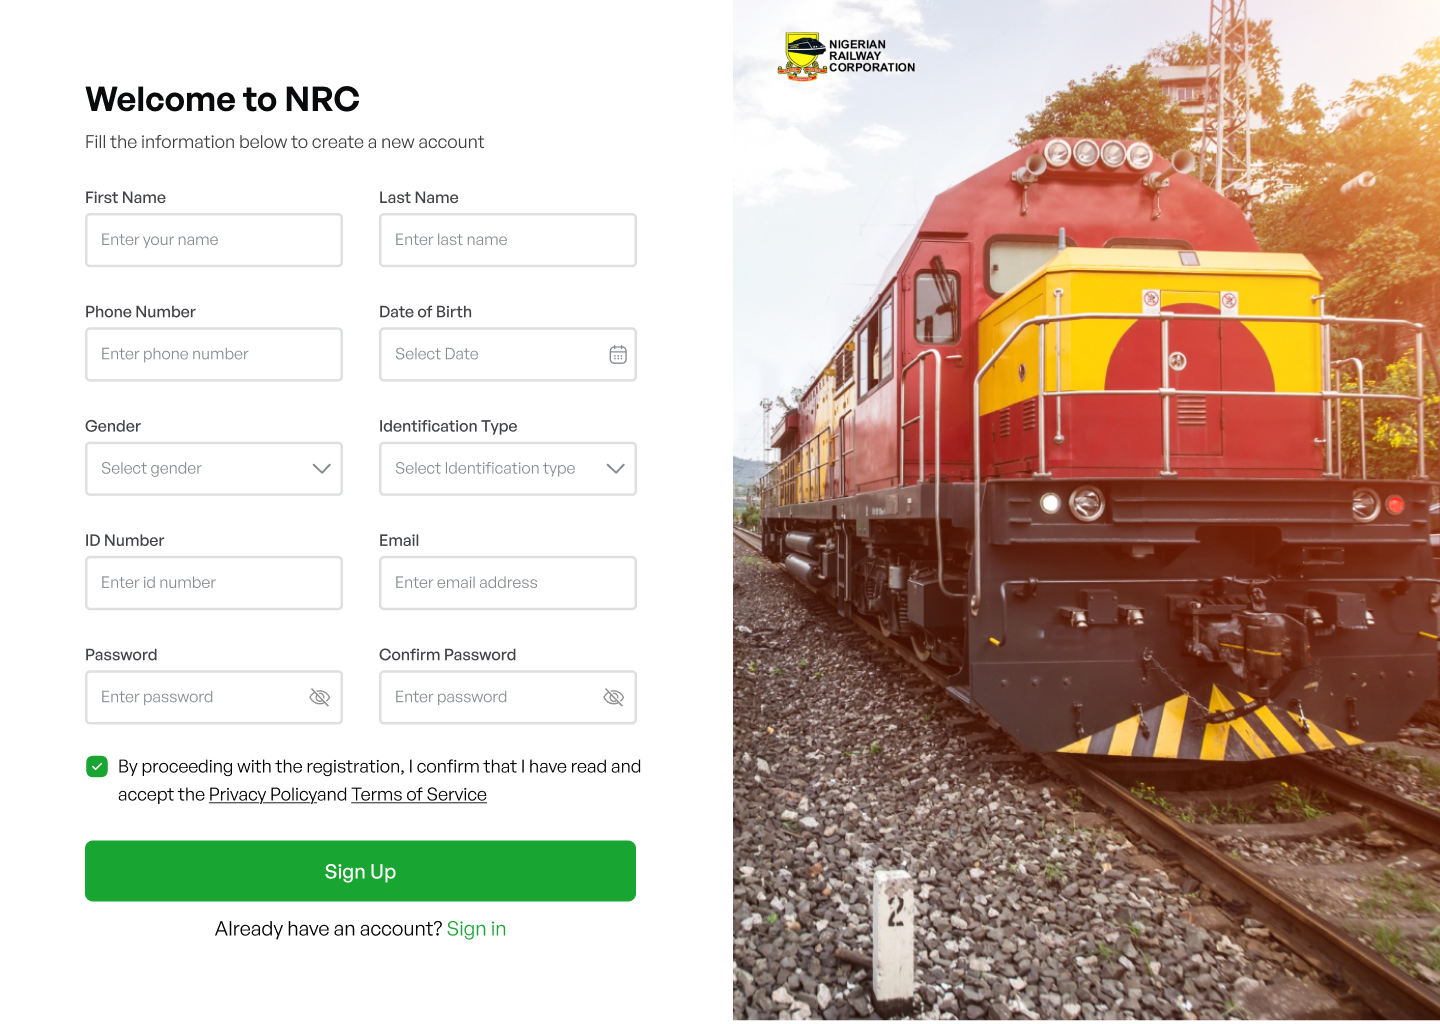 Welcome to NRC
Fill the information below to create a new account
First Name
Enter your name
Last Name
Enter last name
Phone Number
Enter phone number
Date of Birth
Select Date
Gender
Select gender
Identification Type
Select Identification type
ID Number
Enter id number
Email
Enter email address
Password
Enter password
Confirm Password
Enter password
By proceeding with the registration, I confirm that I have read and
accept the Privacy Policyand Terms of Service
Sign Up
Already have an account? Sign in
NIGERIAN
RAILWAY
CORPORATION
2